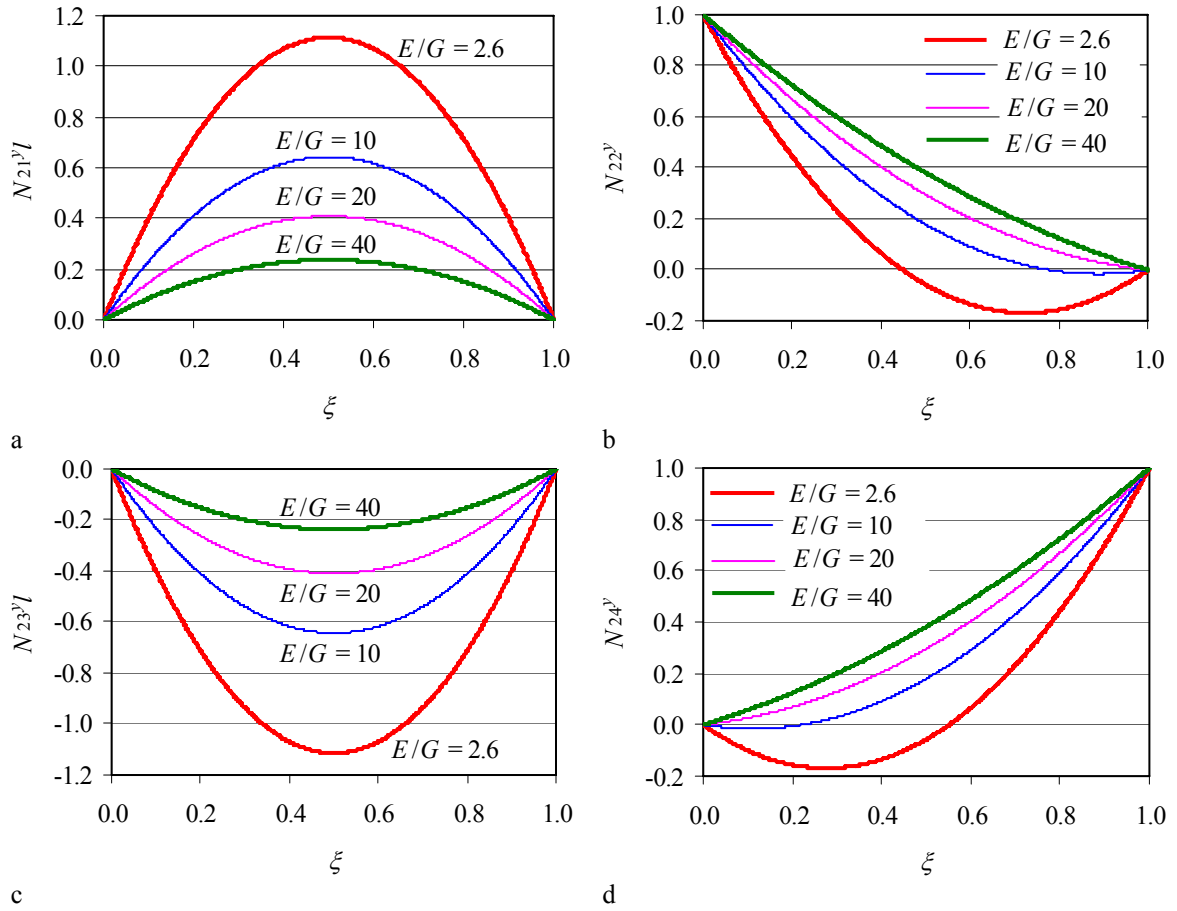 1.2
1.0
0.8
0.6
0.4
0.2
0.0
N₂₁ʸl
E/G = 2.6
E/G = 10
E/G = 20
E/G = 40
0.0 0.2 0.4 0.6 0.8 1.0
ξ
a
1.0
0.8
0.6
0.4
0.2
0.0
-0.2
N₂₂ʸ
E/G = 2.6
E/G = 10
E/G = 20
E/G = 40
0.0 0.2 0.4 0.6 0.8 1.0
ξ
b
0.0
-0.2
-0.4
-0.6
-0.8
-1.0
-1.2
N₂₃ʸl
E/G = 40
E/G = 20
E/G = 10
E/G = 2.6
0.0 0.2 0.4 0.6 0.8 1.0
ξ
c
1.0
0.8
0.6
0.4
0.2
0.0
-0.2
N₂₄ʸ
E/G = 2.6
E/G = 10
E/G = 20
E/G = 40
0.0 0.2 0.4 0.6 0.8 1.0
ξ
d